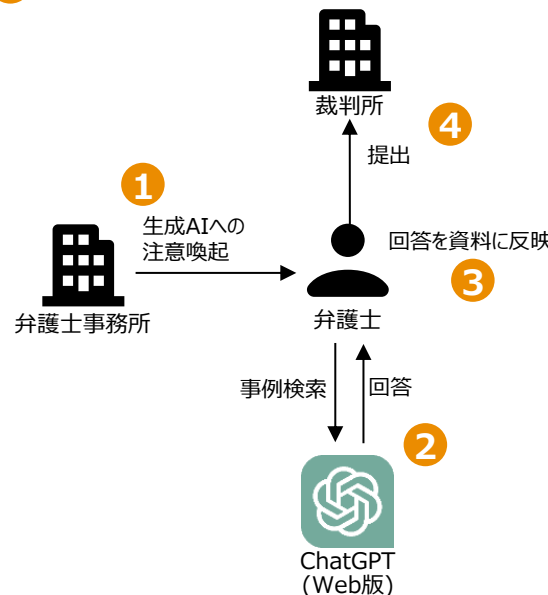 裁判所
4
提出
1
生成AIへの
注意喚起
回答を資料に反映
3
弁護士事務所
弁護士
事例検索
回答
2
ChatGPT
(Web版)